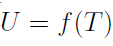 U = f(T)